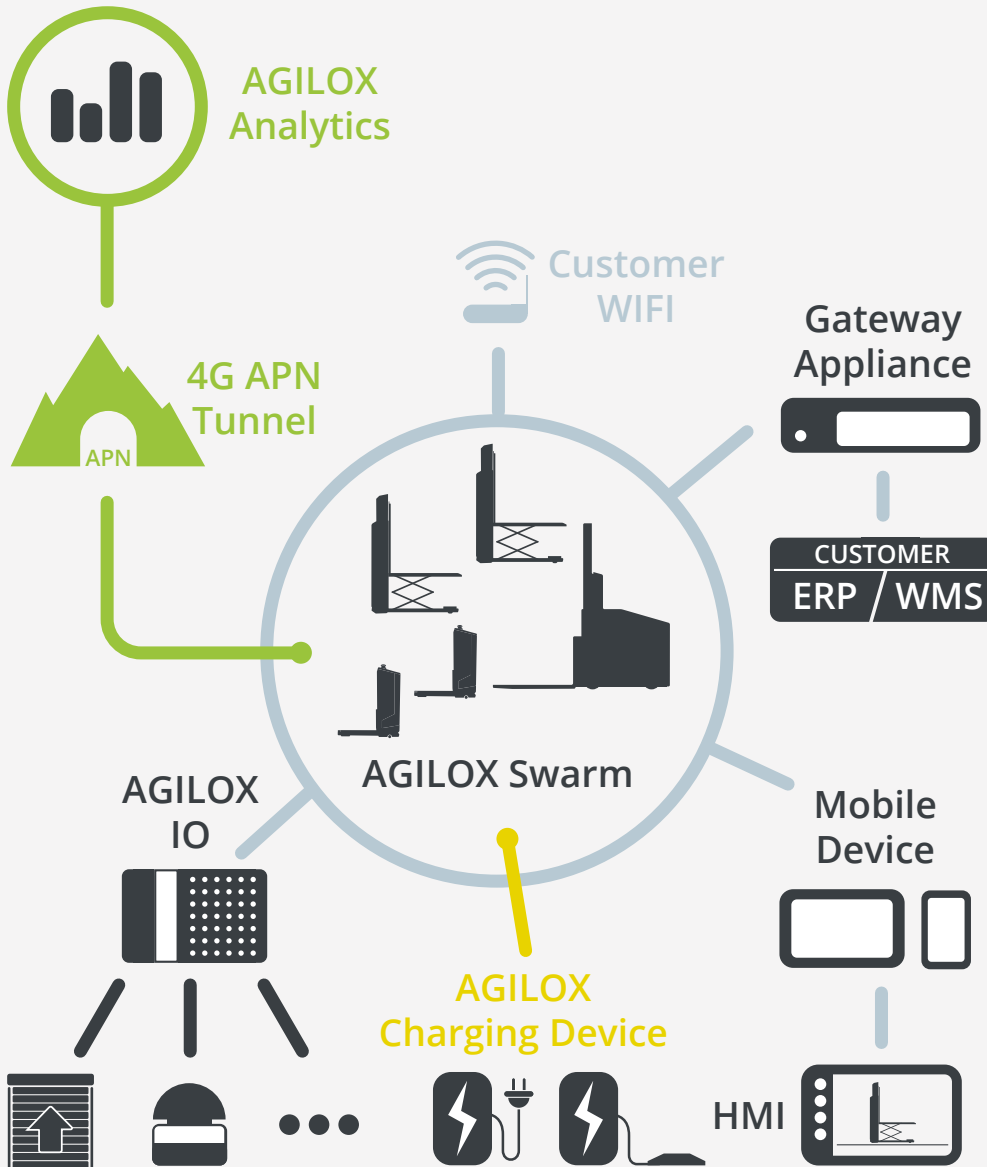 AGILOX
Analytics
Customer
WIFI
Gateway
Appliance
4G APN
Tunnel
APN
CUSTOMER
ERP / WMS
AGILOX Swarm
AGILOX
IO
Mobile
Device
AGILOX
Charging Device
HMI